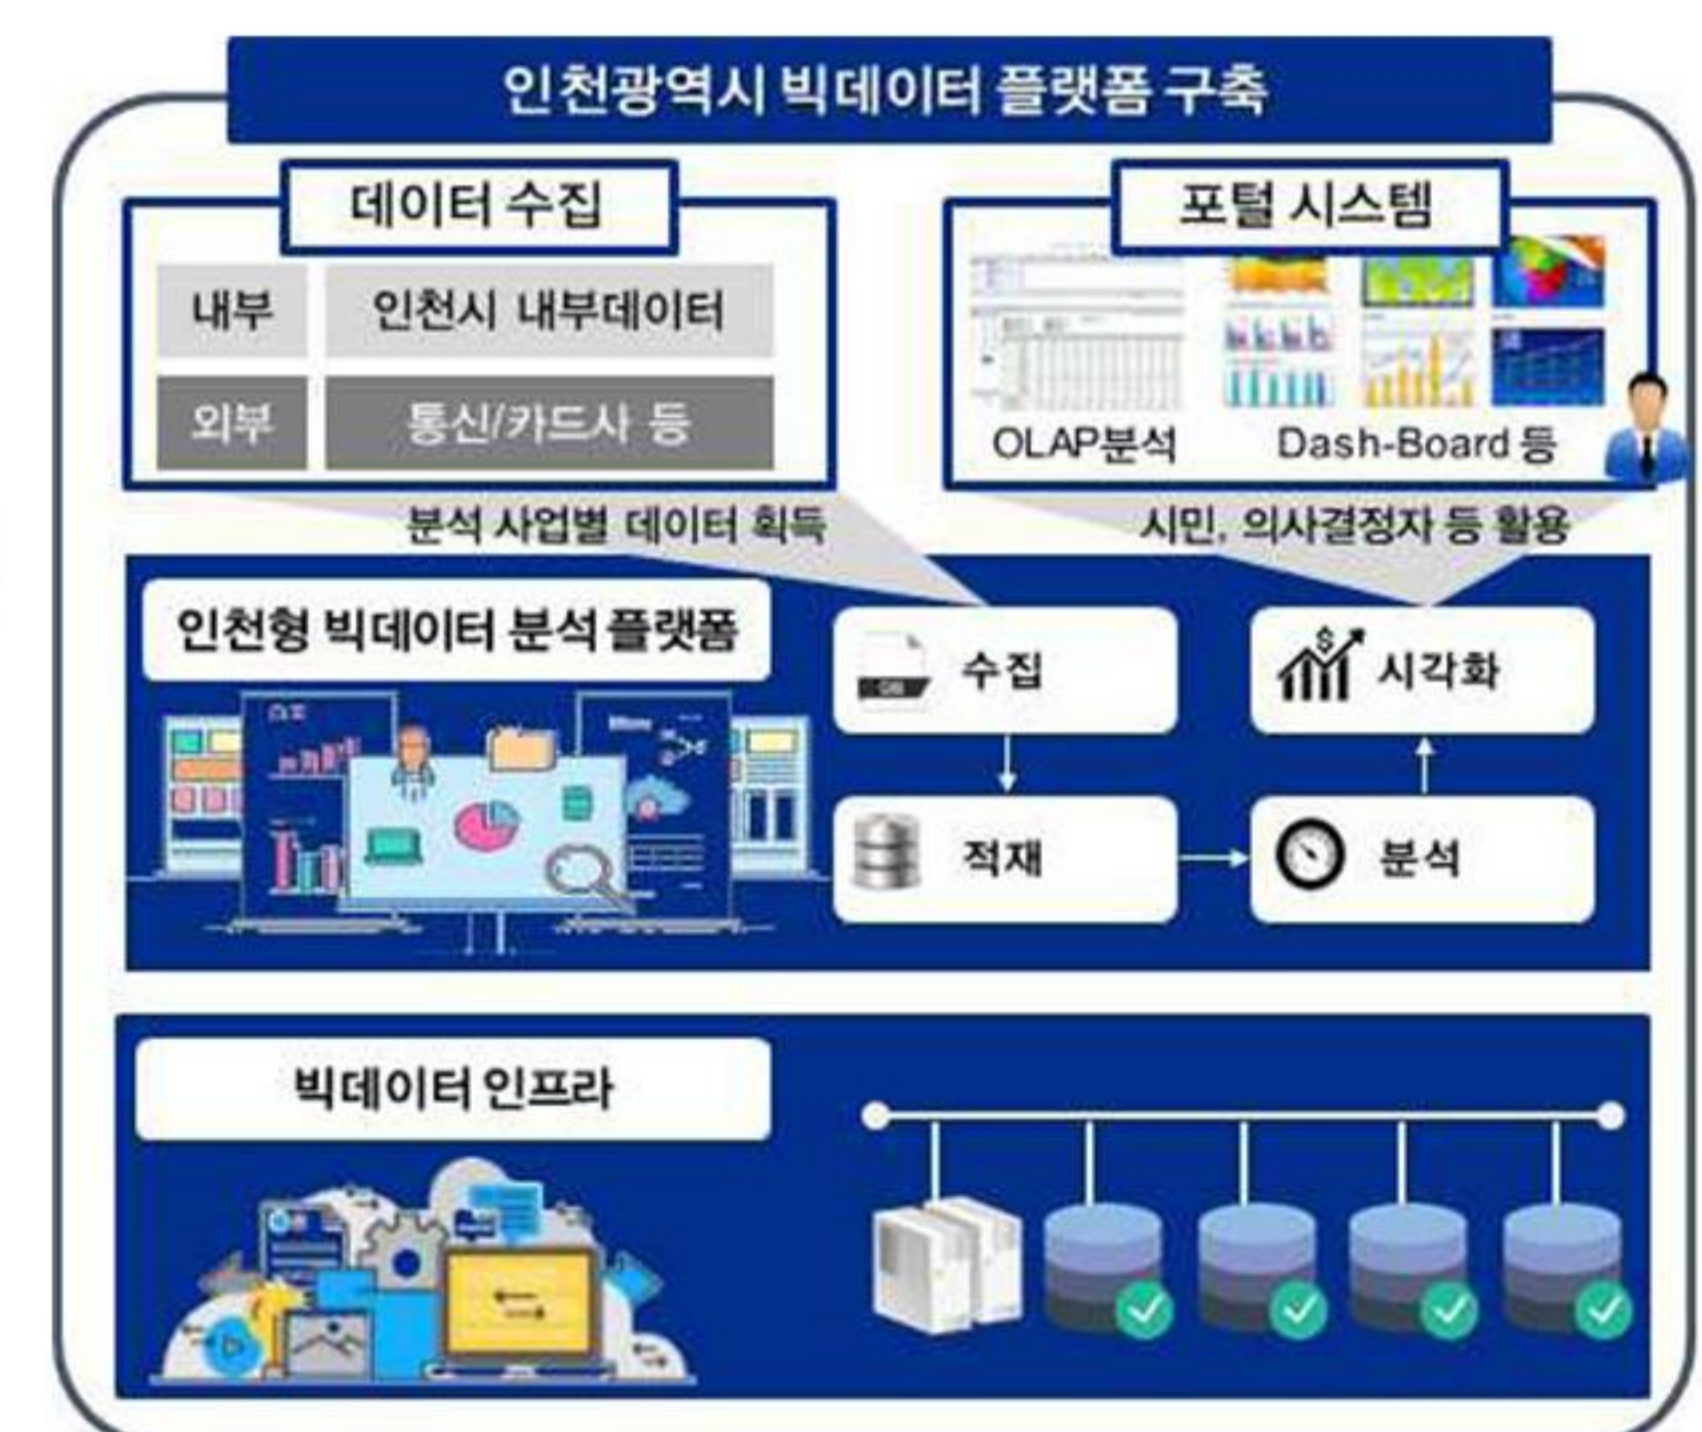 인천광역시 빅데이터 플랫폼 구축
데이터 수집
내부 인천시 내부데이터
외부 통신/카드사 등
분석 사업별 데이터 획득
포털 시스템
OLAP분석 Dash-Board 등
시민, 의사결정자 등 활용
인천형 빅데이터 분석 플랫폼
수집
적재
분석
시각화
빅데이터 인프라